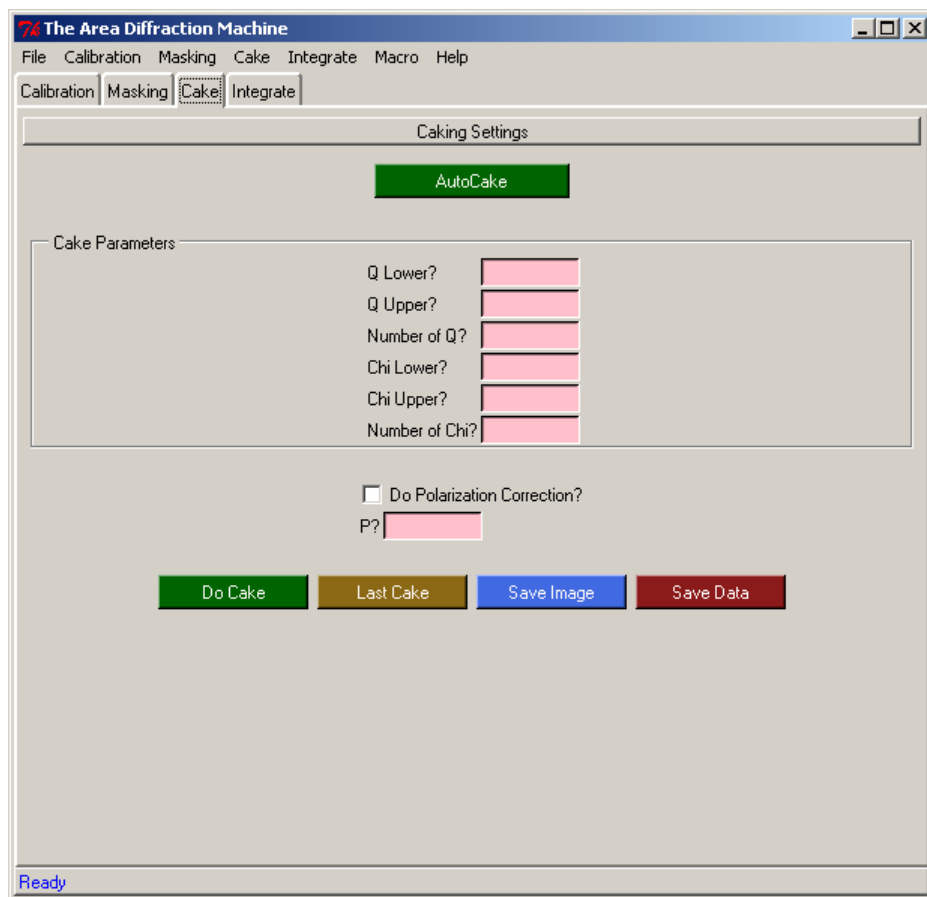 The Area Diffraction Machine
File Calibration Masking Cake Integrate Macro Help
Calibration Masking Cake Integrate
Caking Settings
AutoCake
Cake Parameters
Q Lower?
Q Upper?
Number of Q?
Chi Lower?
Chi Upper?
Number of Chi?
Do Polarization Correction?
P?
Do Cake Last Cake Save Image Save Data
Ready